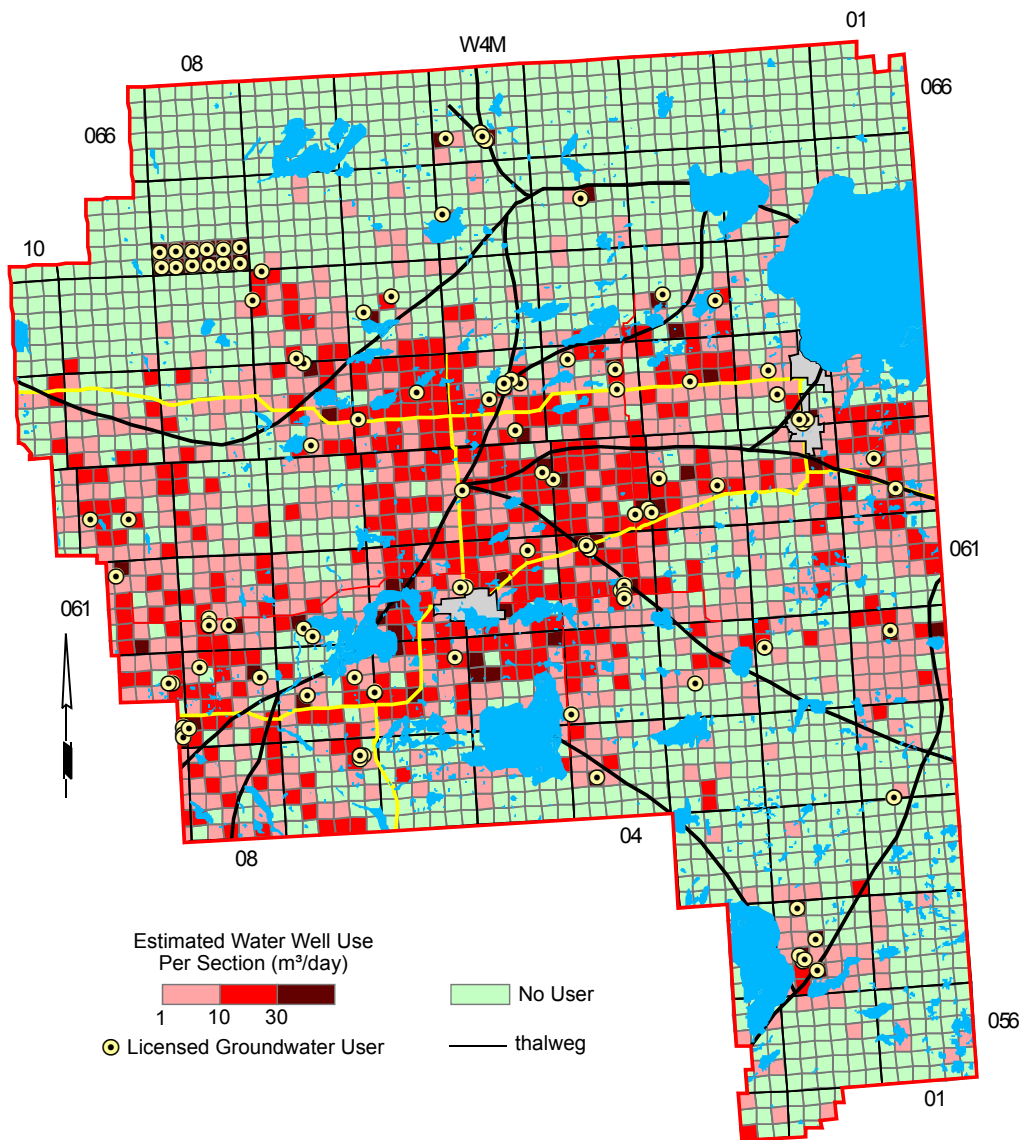 01
W4M
08
066
066
10
061
061
04
08
Estimated Water Well Use
Per Section (m³/day)
No User
1 10 30
Licensed Groundwater User
thalweg
056
01